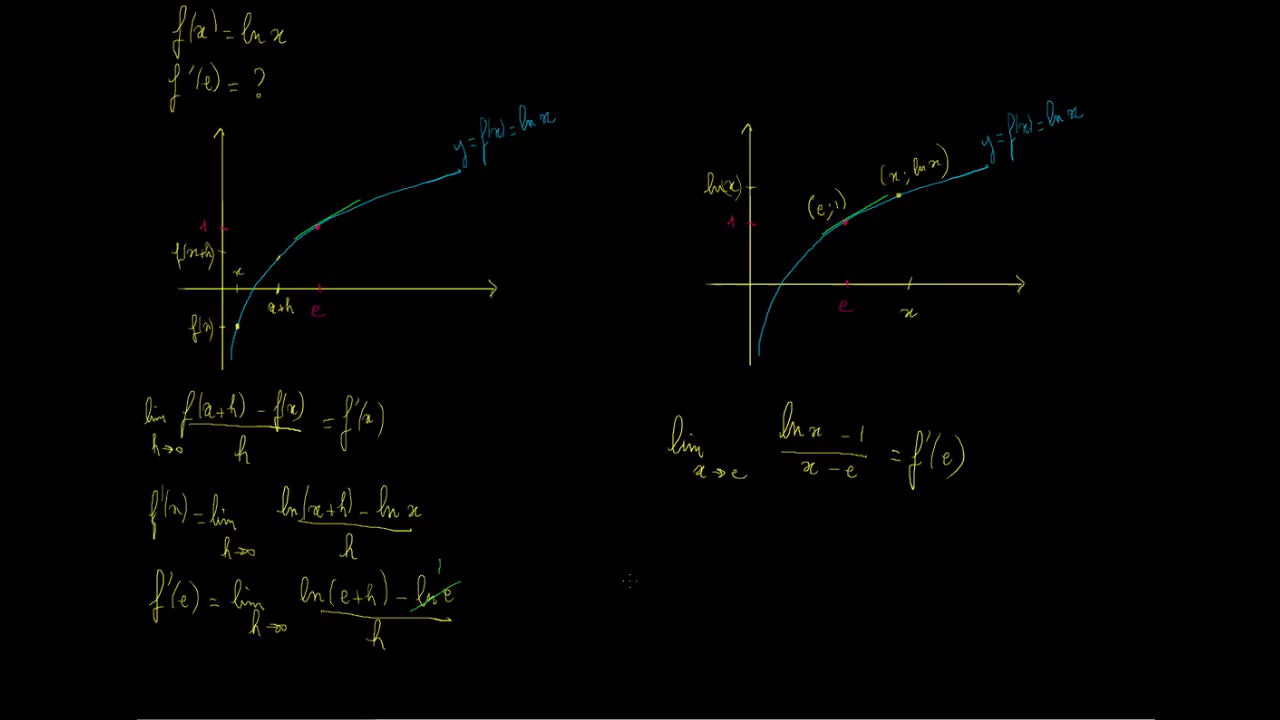 f(x) = ln x
f'(e) = ?
y = f(x) = ln x
1
f(x+h)
x
x+h
e
f(x)
lim h→0 f(x+h) - f(x) / h = f'(x)
f'(x) = lim h→0 ln(x+h) - ln x / h
1
f'(e) = lim h→0 ln(e+h) - ln e / h
y = f(x) = ln x
(x; ln x)
ln(x)
(e; 1)
1
e
x
lim x→e ln x - 1 / x - e = f'(e)